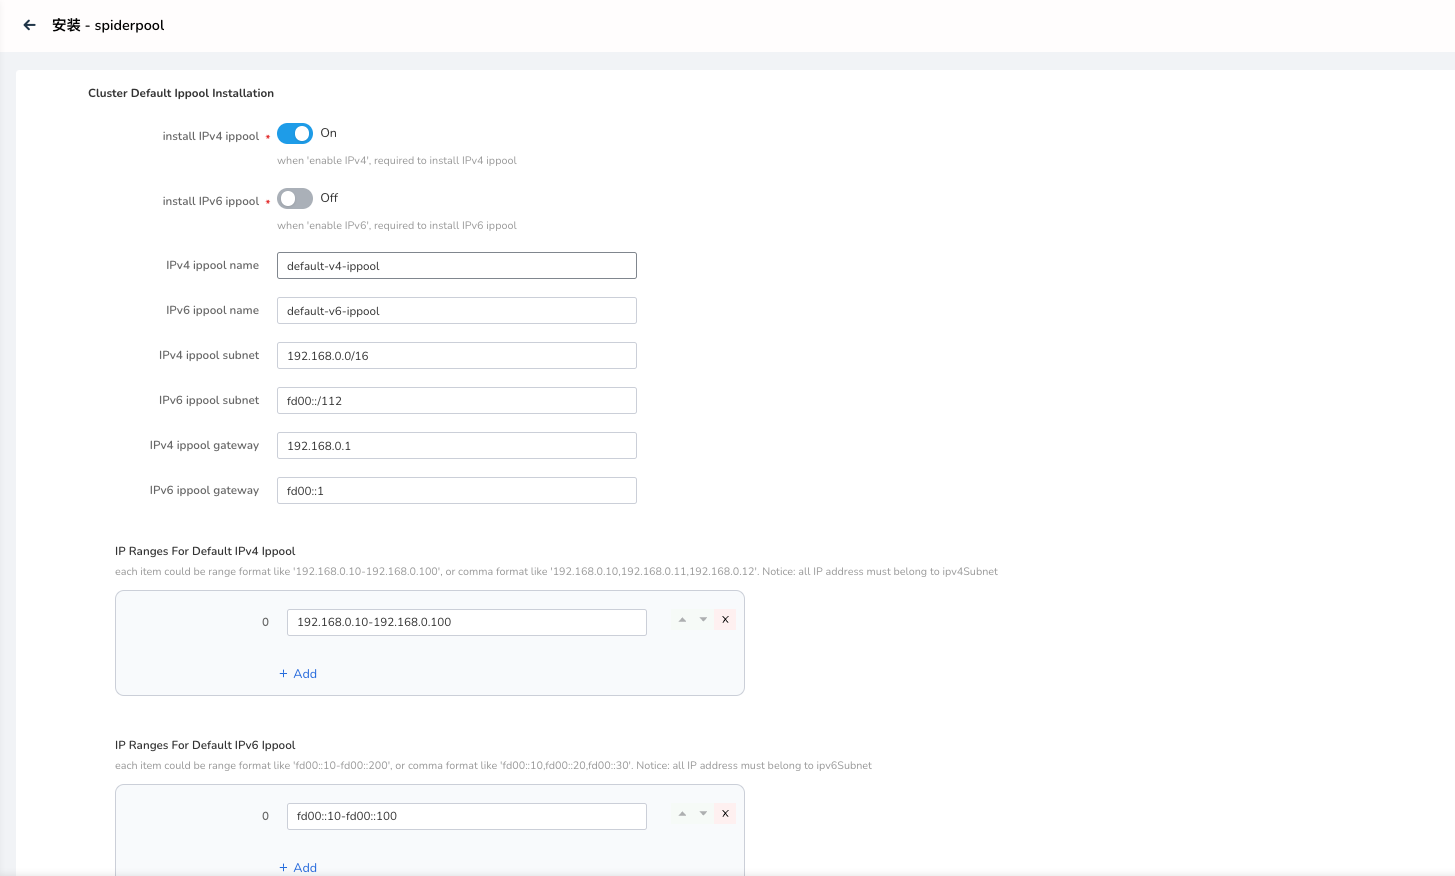 安装 - spiderpool
Cluster Default Ippool Installation
install IPv4 ippool * On
when 'enable IPv4', required to install IPv4 ippool
install IPv6 ippool * Off
when 'enable IPv6', required to install IPv6 ippool
IPv4 ippool name default-v4-ippool
IPv6 ippool name default-v6-ippool
IPv4 ippool subnet 192.168.0.0/16
IPv6 ippool subnet fd00::/112
IPv4 ippool gateway 192.168.0.1
IPv6 ippool gateway fd00::1
IP Ranges For Default IPv4 Ippool
each item could be range format like '192.168.0.10-192.168.0.100', or comma format like '192.168.0.10,192.168.0.11,192.168.0.12'. Notice: all IP address must belong to ipv4Subnet
0 192.168.0.10-192.168.0.100 X
+ Add
IP Ranges For Default IPv6 Ippool
each item could be range format like 'fd00::10-fd00::200', or comma format like 'fd00::10,fd00::20,fd00::30'. Notice: all IP address must belong to ipv6Subnet
0 fd00::10-fd00::100 X
+ Add